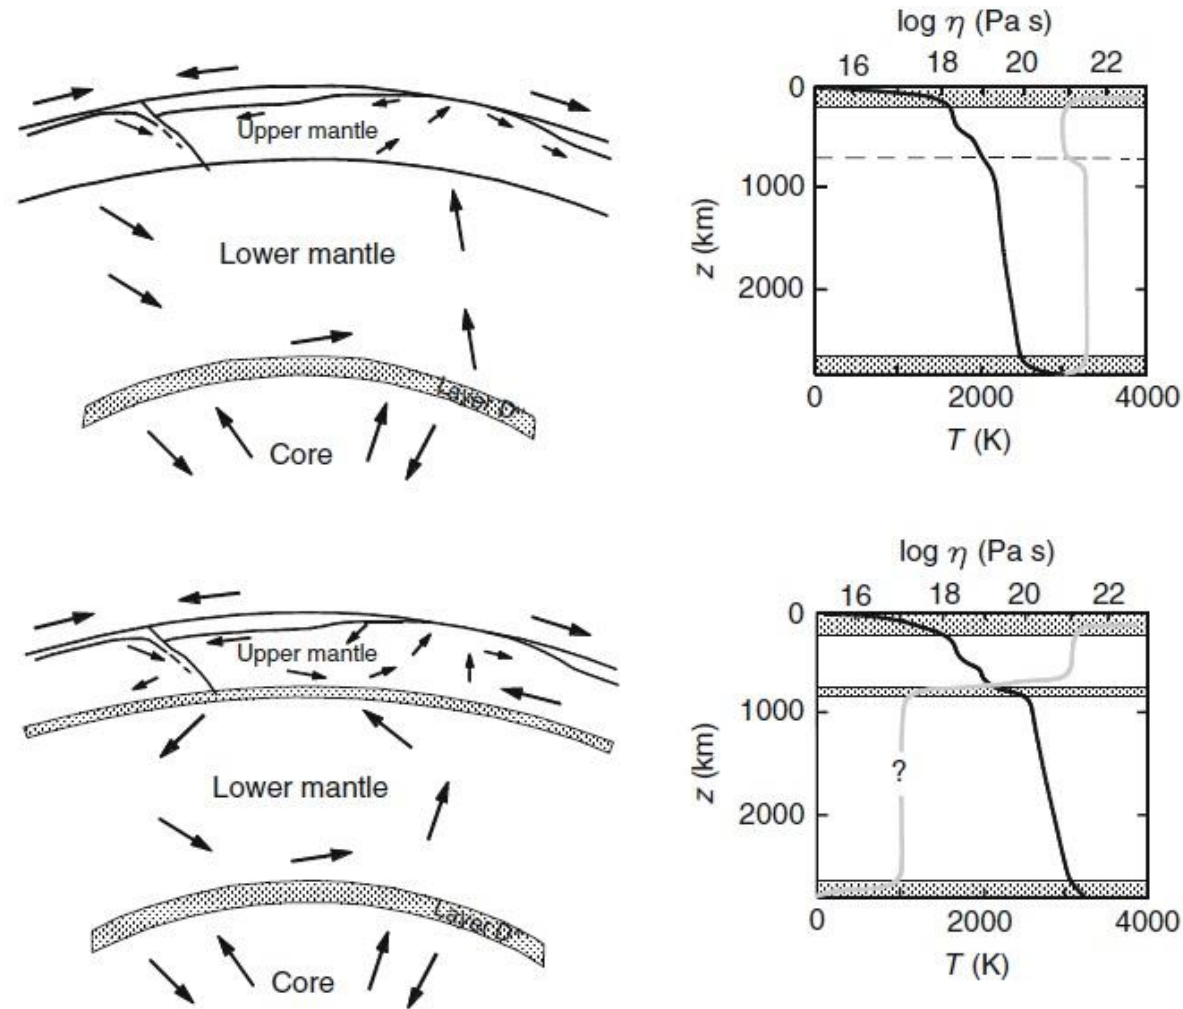 Upper mantle
Lower mantle
Layer D"
Core
log η (Pa s)
16 18 20 22
0
1000
2000
z (km)
0 2000 4000
T (K)
Upper mantle
Lower mantle
Layer D"
Core
log η (Pa s)
16 18 20 22
0
1000
?
2000
z (km)
0 2000 4000
T (K)